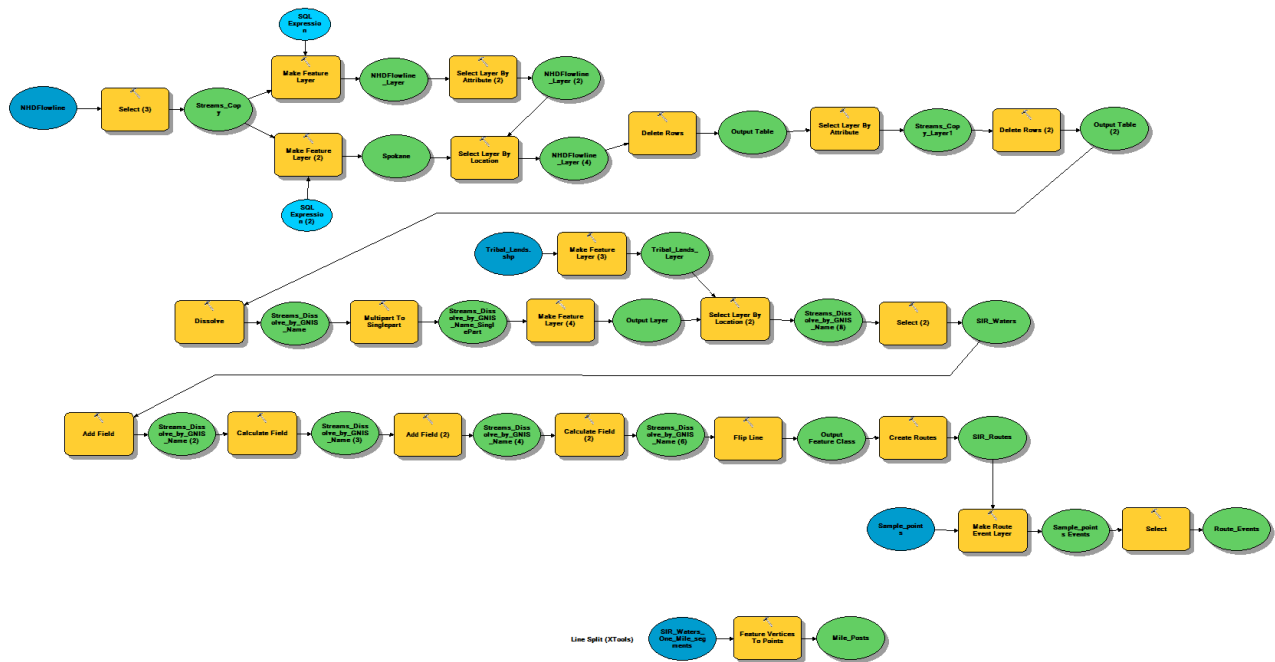 SQL
Expressio
n
Make Feature
Layer
NHDFlowline
_Layer
Select Layer By
Attribute (2)
NHDFlowline
_Layer (2)
NHDFlowline
Select (3)
Streams_Cop
y
Make Feature
Layer (2)
Spokane
Select Layer By
Location
NHDFlowline
_Layer (4)
Delete Rows
Output Table
Select Layer By
Attribute
Streams_Cop
y_Layer1
Delete Rows (2)
Output Table
(2)
SQL
Expressio
n (2)
Tribal_Lands.
shp
Make Feature
Layer (3)
Tribal_Lands_
Layer
Dissolve
Streams_Diss
olve_by_GNIS
_Name
Multipart To
Singlepart
Streams_Diss
olve_by_GNIS
_Name_Singl
ePart
Make Feature
Layer (4)
Output Layer
Select Layer By
Location (2)
Streams_Diss
olve_by_GNIS
_Name (8)
Select (2)
SIR_Waters
Add Field
Streams_Diss
olve_by_GNIS
_Name (2)
Calculate Field
Streams_Diss
olve_by_GNIS
_Name (3)
Add Field (2)
Streams_Diss
olve_by_GNIS
_Name (4)
Calculate Field
(2)
Streams_Diss
olve_by_GNIS
_Name (6)
Flip Line
Output
Feature Class
Create Routes
SIR_Routes
Sample_point
s
Make Route
Event Layer
Sample_point
s Events
Select
Route_Events
Line Split (XTools)
SIR_Waters_
One_Mile_seg
ments
Feature Vertices
To Points
Mile_Posts